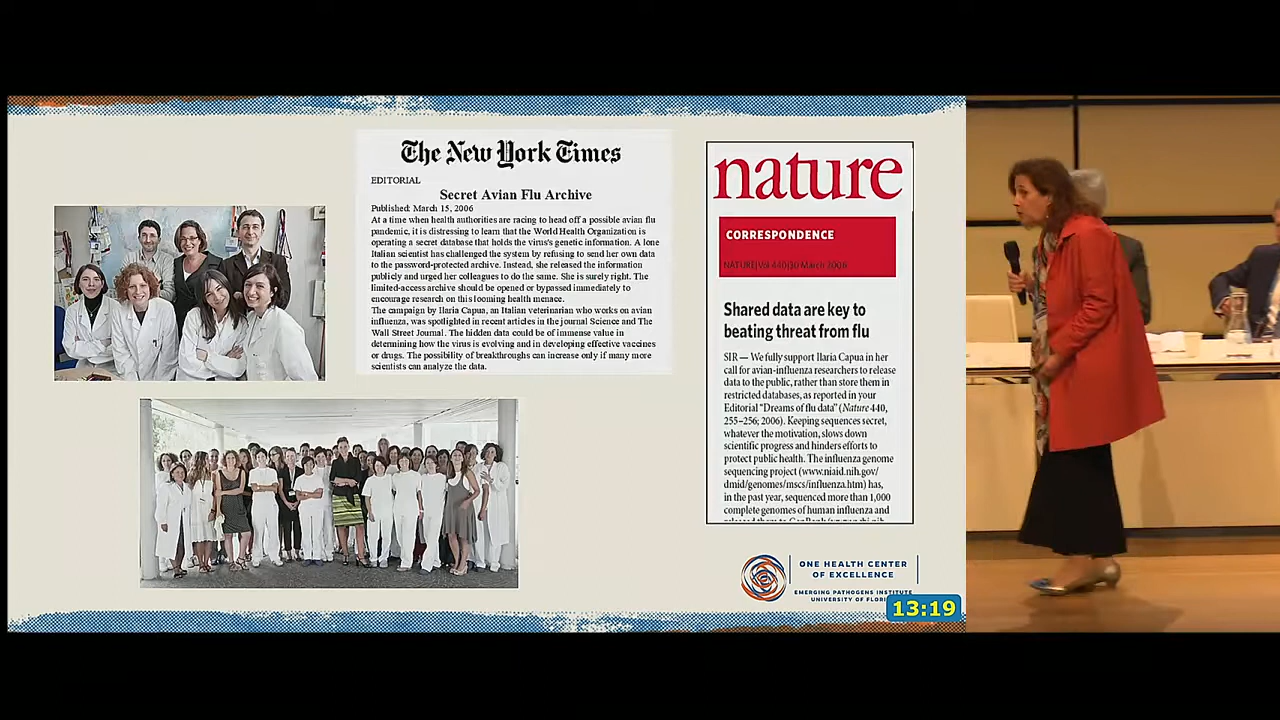 The New York Times
EDITORIAL
Secret Avian Flu Archive
Published: March 15, 2006
At a time when health authorities are racing to head off a possible avian flu
pandemic, it is distressing to learn that the World Health Organization is
operating a secret database that holds the virus's genetic information. A lone
Italian scientist has challenged the system by refusing to send her own data
to the password-protected archive. Instead, she released the information
publicly and urged her colleagues to do the same. She is surely right. The
limited-access archive should be opened or bypassed immediately to
encourage research on this looming health menace.
The campaign by Ilaria Capua, an Italian veterinarian who works on avian
influenza, was spotlighted in recent articles in the journal Science and The
Wall Street Journal. The hidden data could be of immense value in
determining how the virus is evolving and in developing effective vaccines
or drugs. The possibility of breakthroughs can increase only if many more
scientists can analyze the data.
nature
CORRESPONDENCE
NATURE|Vol 440|30 March 2006
Shared data are key to
beating threat from flu
SIR — We fully support Ilaria Capua in her
call for avian-influenza researchers to release
data to the public, rather than store them in
restricted databases, as reported in your
Editorial "Dreams of flu data" (Nature 440,
255–256; 2006). Keeping sequences secret,
whatever the motivation, slows down
scientific progress and hinders efforts to
protect public health. The influenza genome
sequencing project (www.niaid.nih.gov/
dmid/genomes/mscs/influenza.htm) has,
in the past year, sequenced more than 1,000
complete genomes of human influenza and
ONE HEALTH CENTER
OF EXCELLENCE
EMERGING PATHOGENS INSTITUTE
UNIVERSITY OF FLORI
13:19